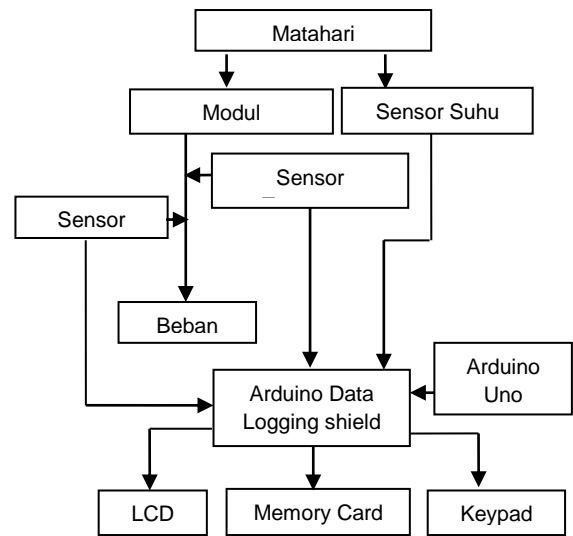 Matahari
Modul
Sensor Suhu
Sensor
Sensor
Beban
Arduino
Uno
Arduino Data
Logging shield
LCD
Memory Card
Keypad